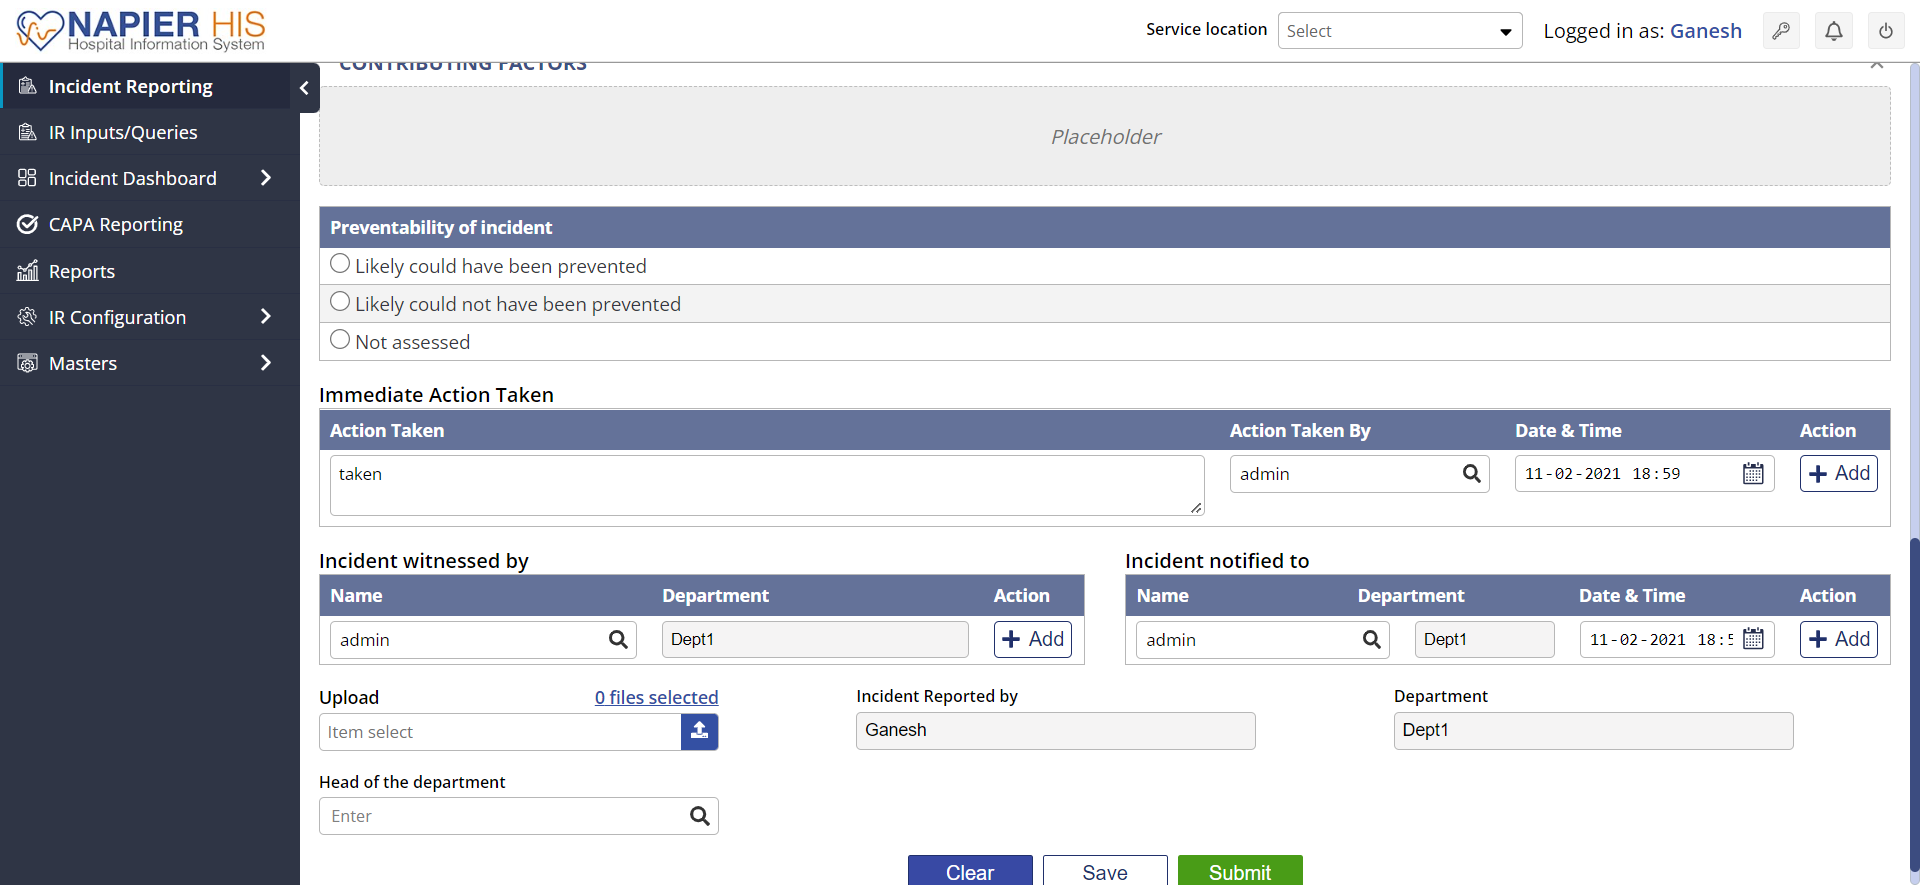 NAPIER HIS
Hospital Information System
Service location
Select
Logged in as: Ganesh
Incident Reporting
IR Inputs/Queries
Incident Dashboard
CAPA Reporting
Reports
IR Configuration
Masters
CONTRIBUTING FACTORS
Placeholder
Preventability of incident
Likely could have been prevented
Likely could not have been prevented
Not assessed
Immediate Action Taken
Action Taken Action Taken By Date & Time Action
taken admin 11-02-2021 18:59 Add
Incident witnessed by
Name Department Action
admin Dept1 Add
Incident notified to
Name Department Date & Time Action
admin Dept1 11-02-2021 18:5 Add
Upload 0 files selected
Item select
Incident Reported by
Ganesh
Department
Dept1
Head of the department
Enter
Clear Save Submit